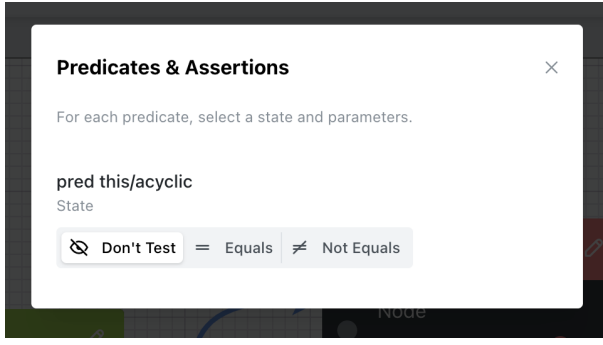 Predicates & Assertions
For each predicate, select a state and parameters.
pred this/acyclic
State
Don't Test = Equals ≠ Not Equals
Node